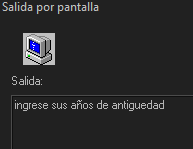 Salida por pantalla
Salida:
ingrese sus años de antiguedad